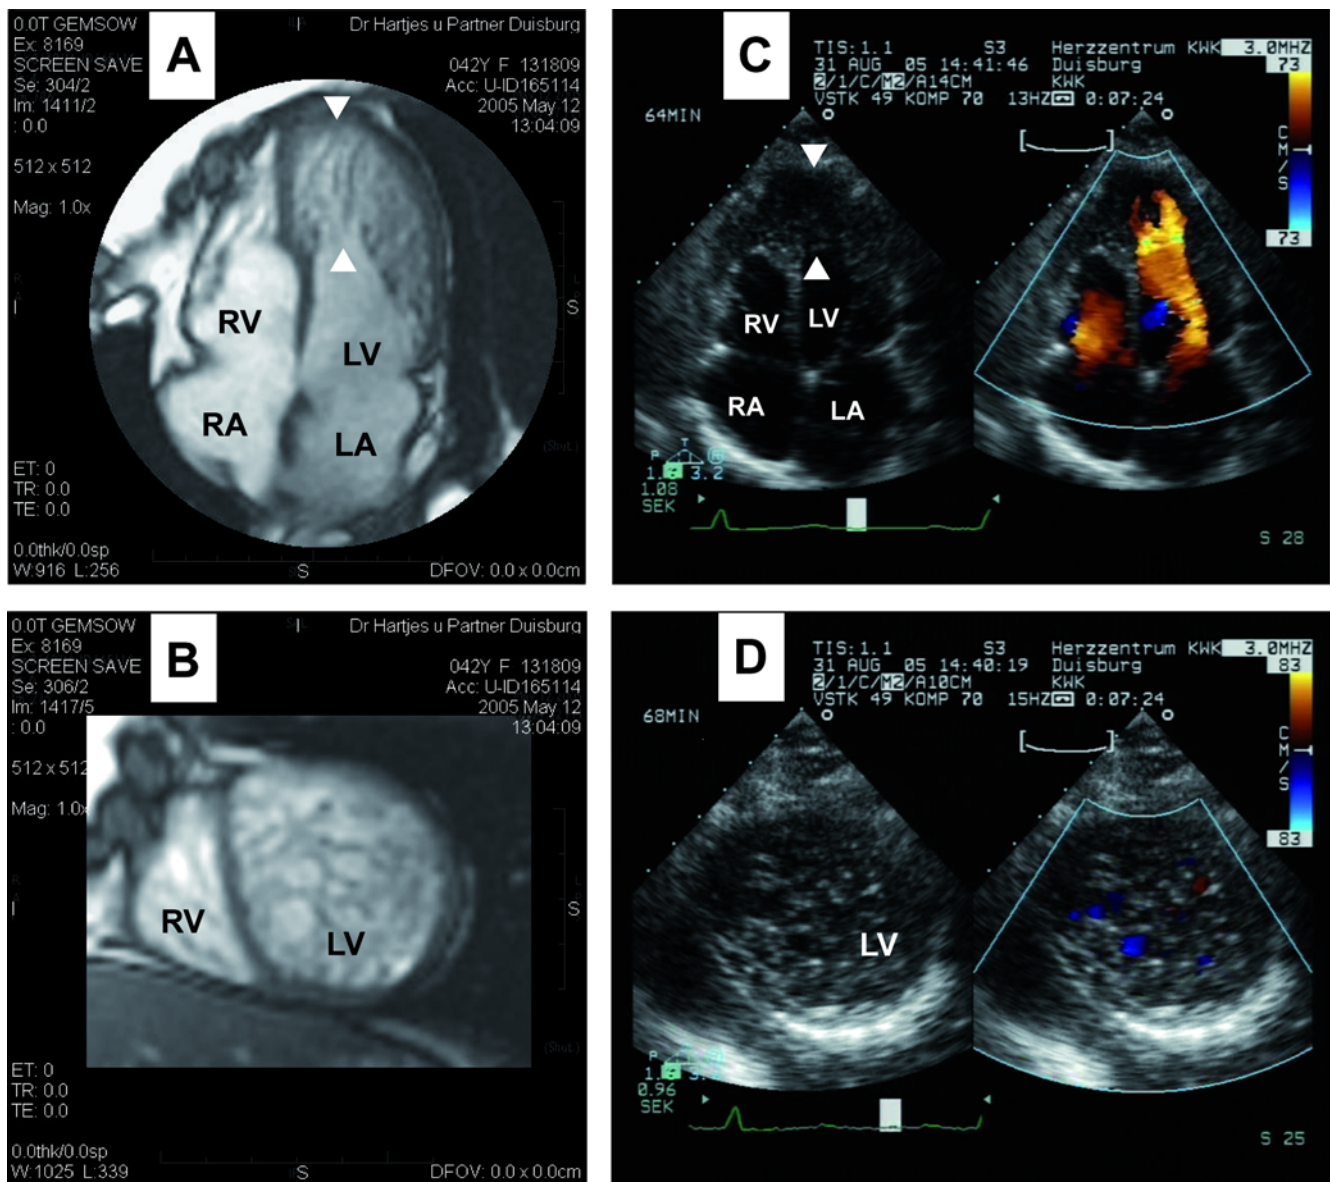 A
0.0T GEMSOW
Ex: 8169
SCREEN SAVE
Se: 304/2
Im: 1411/2
: 0.0
512 x 512
Mag: 1.0x
I
Dr Hartjes u Partner Duisburg
042Y F 131809
Acc: U-ID165114
2005 May 12
13:04:09
I
S
RV
LV
RA
LA
(Shut.)
ET: 0
TR: 0.0
TE: 0.0
0.0thk/0.0sp
W:916 L:256
S
DFOV: 0.0 x 0.0cm
C
TIS:1.1 S3 Herzzentrum KWK 3.0MHZ
31 AUG 05 14:41:46 Duisburg
2/1/C/M2/A14CM KWK
VSTK 49 KOMP 70 13HZ 0:07:24
64MIN
73
C
M
/
S
73
RV
LV
RA
LA
P T R
3.2
1.08
SEK
S 28
B
0.0T GEMSOW
Ex: 8169
SCREEN SAVE
Se: 306/2
Im: 1417/5
: 0.0
512 x 512
Mag: 1.0x
I
Dr Hartjes u Partner Duisburg
042Y F 131809
Acc: U-ID165114
2005 May 12
13:04:09
I
S
RV
LV
(Shut.)
ET: 0
TR: 0.0
TE: 0.0
0.0thk/0.0sp
W:1025 L:339
S
DFOV: 0.0 x 0.0cm
D
TIS:1.1 S3 Herzzentrum KWK 3.0MHZ
31 AUG 05 14:40:19 Duisburg
2/1/C/M2/A10CM KWK
VSTK 49 KOMP 70 15HZ 0:07:24
68MIN
83
C
M
/
S
83
LV
P
0.96
SEK
S 25